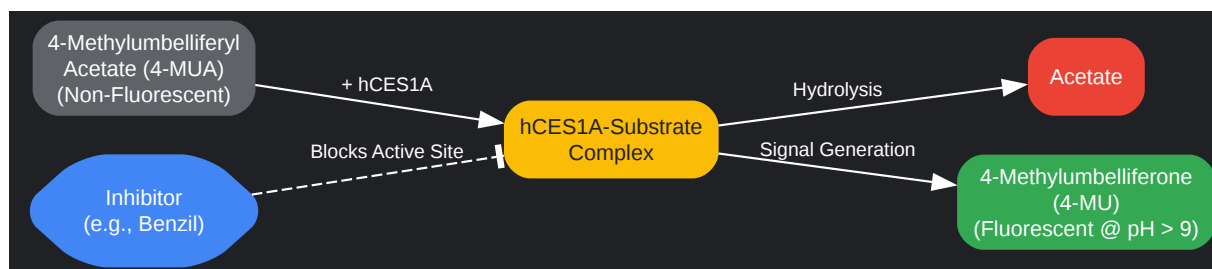 4-Methylumbelliferyl
Acetate (4-MUA)
(Non-Fluorescent)
+ hCES1A
Blocks Active Site
Inhibitor
(e.g., Benzil)
hCES1A-Substrate
Complex
Hydrolysis
Signal Generation
Acetate
4-Methylumbelliferone
(4-MU)
(Fluorescent @ pH > 9)